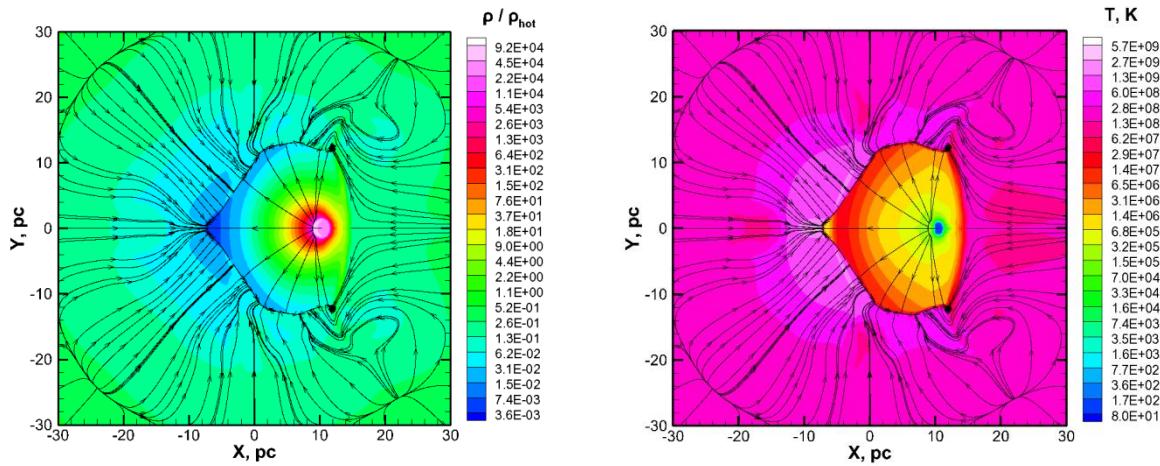 ρ / ρhot
30
20
10
0
-10
-20
-30
Y, pc
-30 -20 -10 0 10 20 30
X, pc
9.2E+04
4.5E+04
2.2E+04
1.1E+04
5.4E+03
2.6E+03
1.3E+03
6.4E+02
3.1E+02
1.5E+02
7.6E+01
3.7E+01
1.8E+01
9.0E+00
4.4E+00
2.2E+00
1.1E+00
5.2E-01
2.6E-01
1.3E-01
6.2E-02
3.1E-02
1.5E-02
7.4E-03
3.6E-03
T, K
30
20
10
0
-10
-20
-30
Y, pc
-30 -20 -10 0 10 20 30
X, pc
5.7E+09
2.7E+09
1.3E+09
6.0E+08
2.8E+08
1.3E+08
6.2E+07
2.9E+07
1.4E+07
6.5E+06
3.1E+06
1.4E+06
6.8E+05
3.2E+05
1.5E+05
7.0E+04
3.3E+04
1.6E+04
7.4E+03
3.5E+03
1.6E+03
7.7E+02
3.6E+02
1.7E+02
8.0E+01